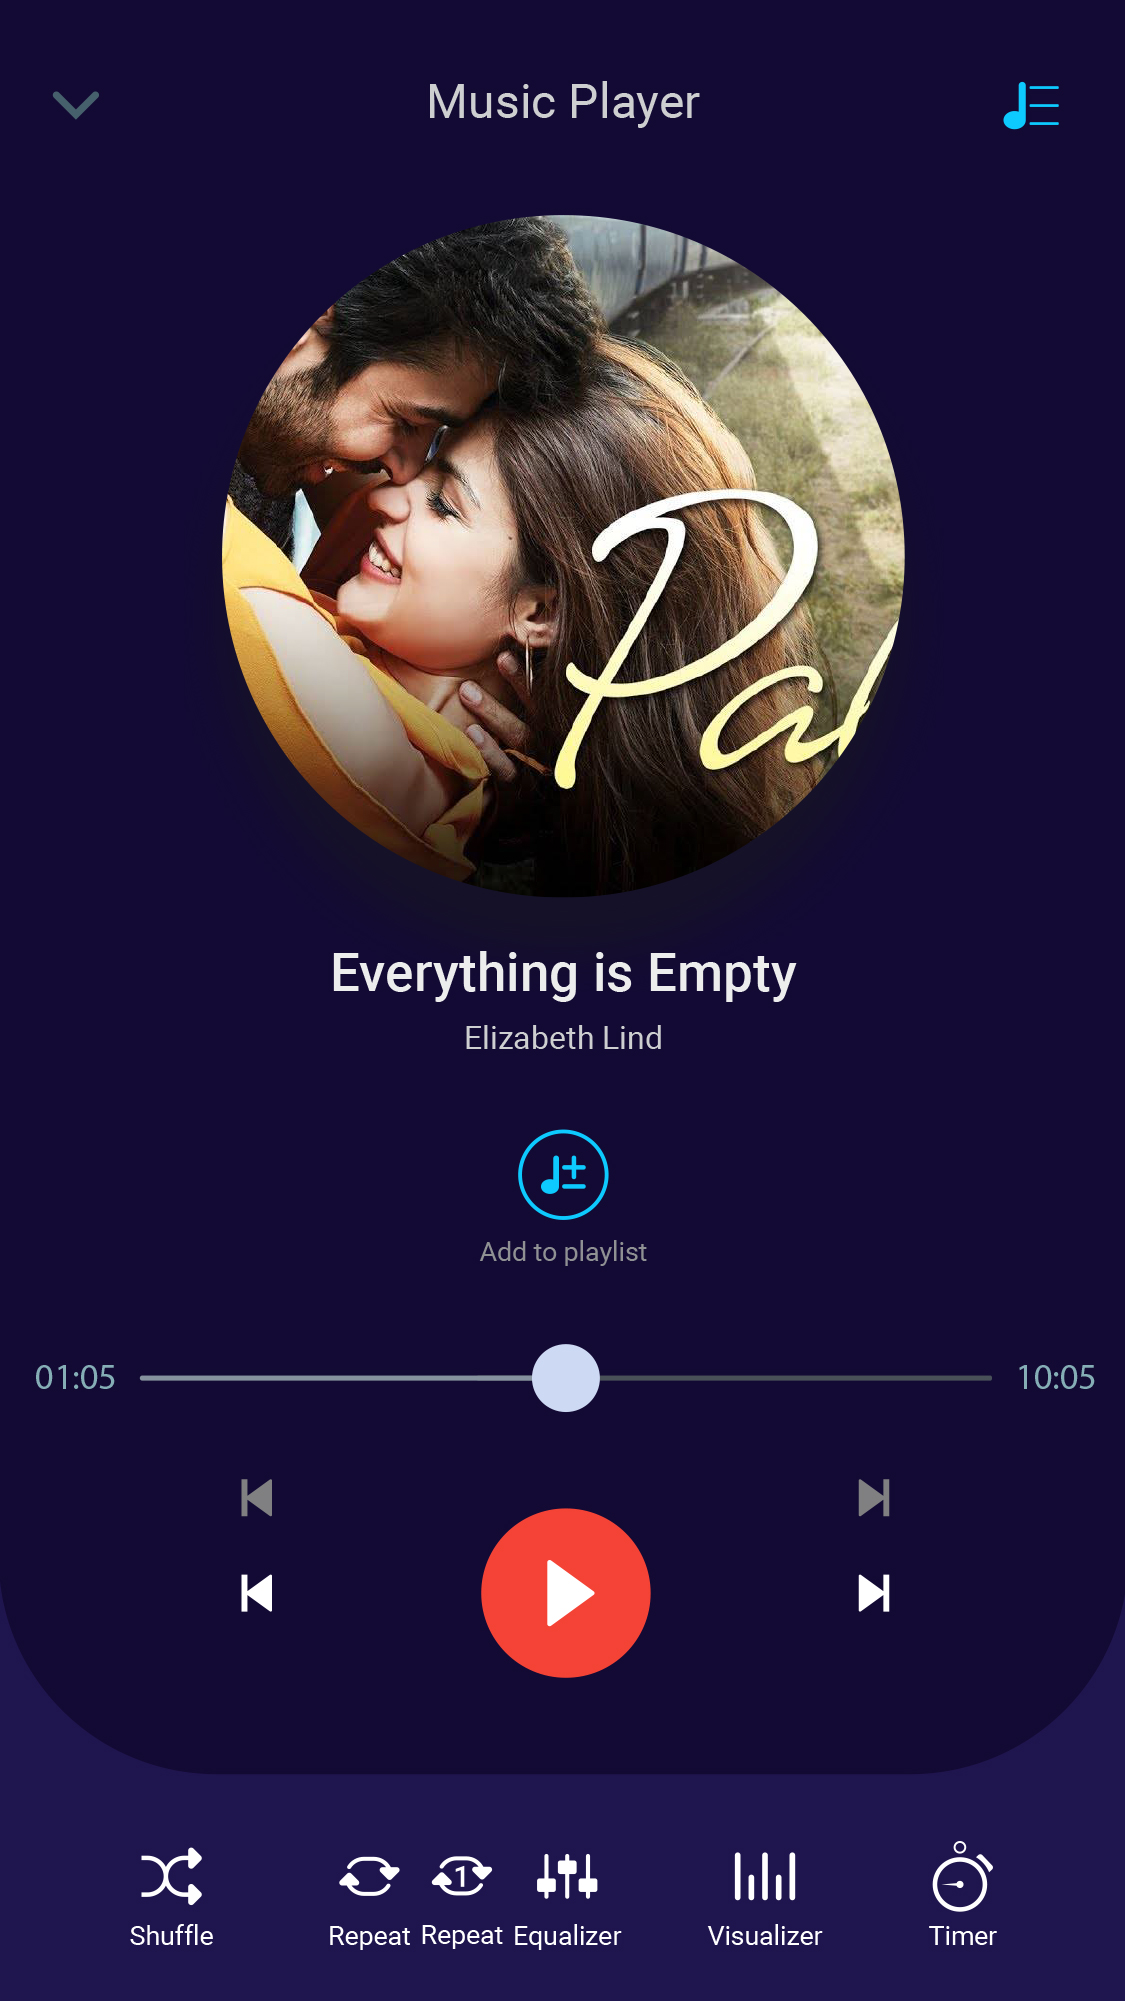 Music Player
Pal
Everything is Empty
Elizabeth Lind
Add to playlist
01:05 10:05
1
Shuffle Repeat Repeat Equalizer Visualizer Timer